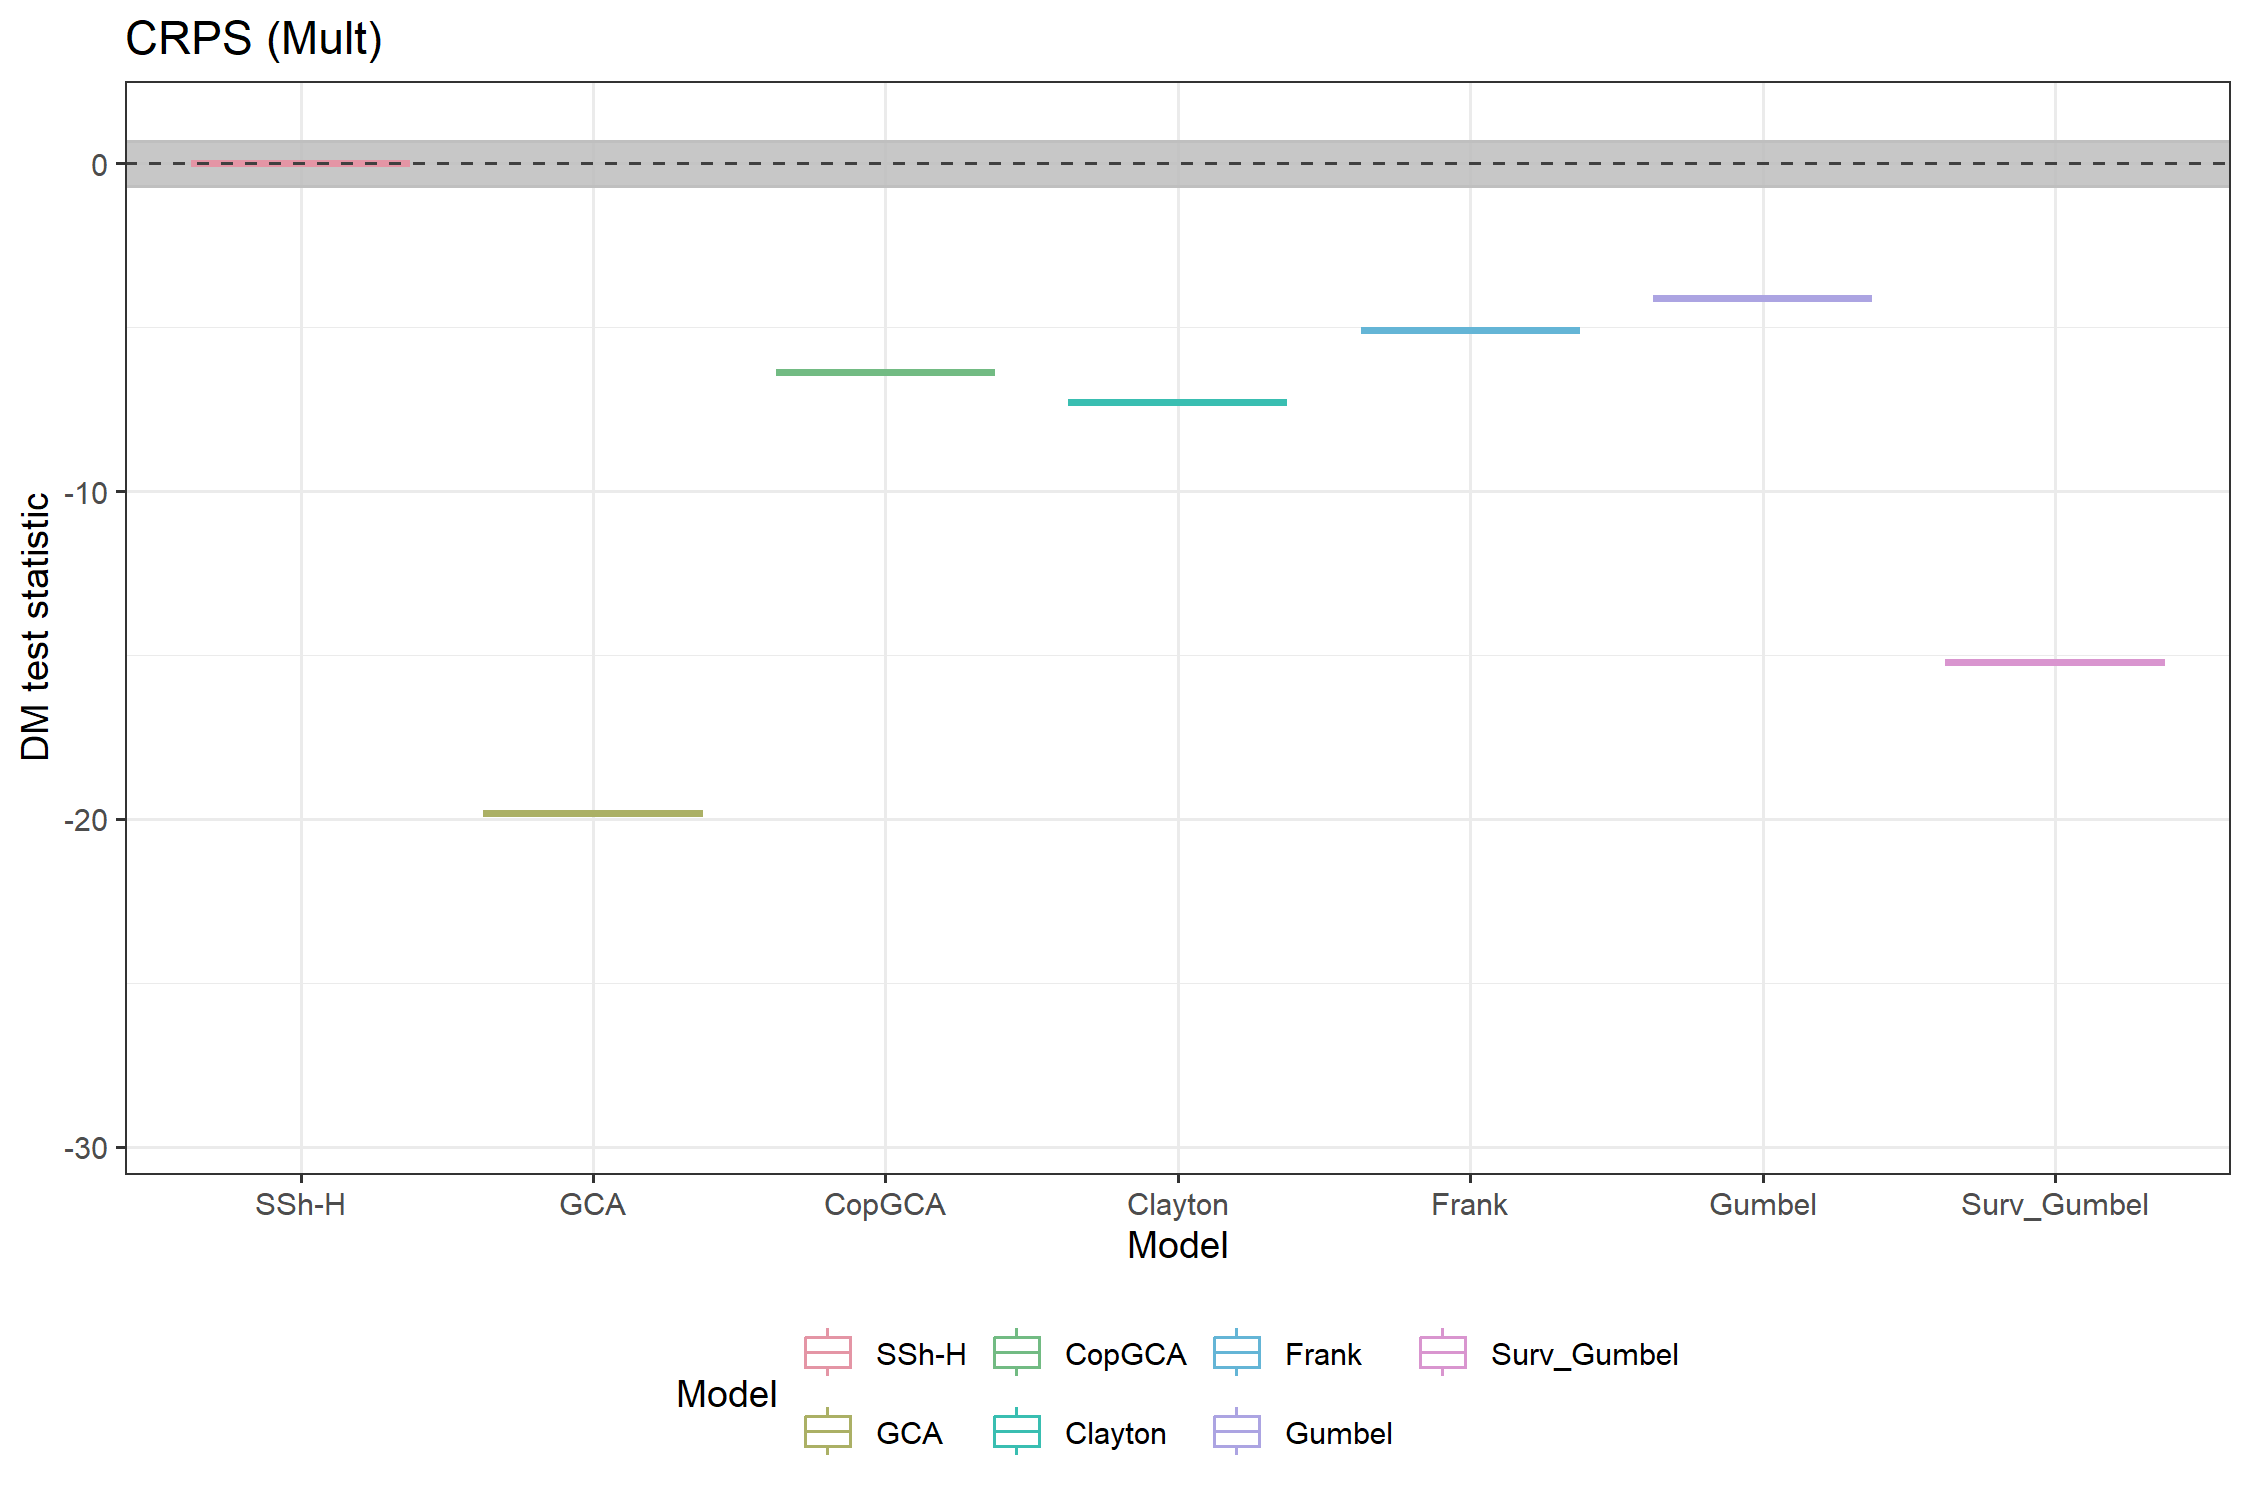 CRPS (Mult)
DM test statistic
0
-10
-20
-30
SSh-H GCA CopGCA Clayton Frank Gumbel Surv_Gumbel
Model
Model
SSh-H CopGCA Frank Surv_Gumbel
GCA Clayton Gumbel